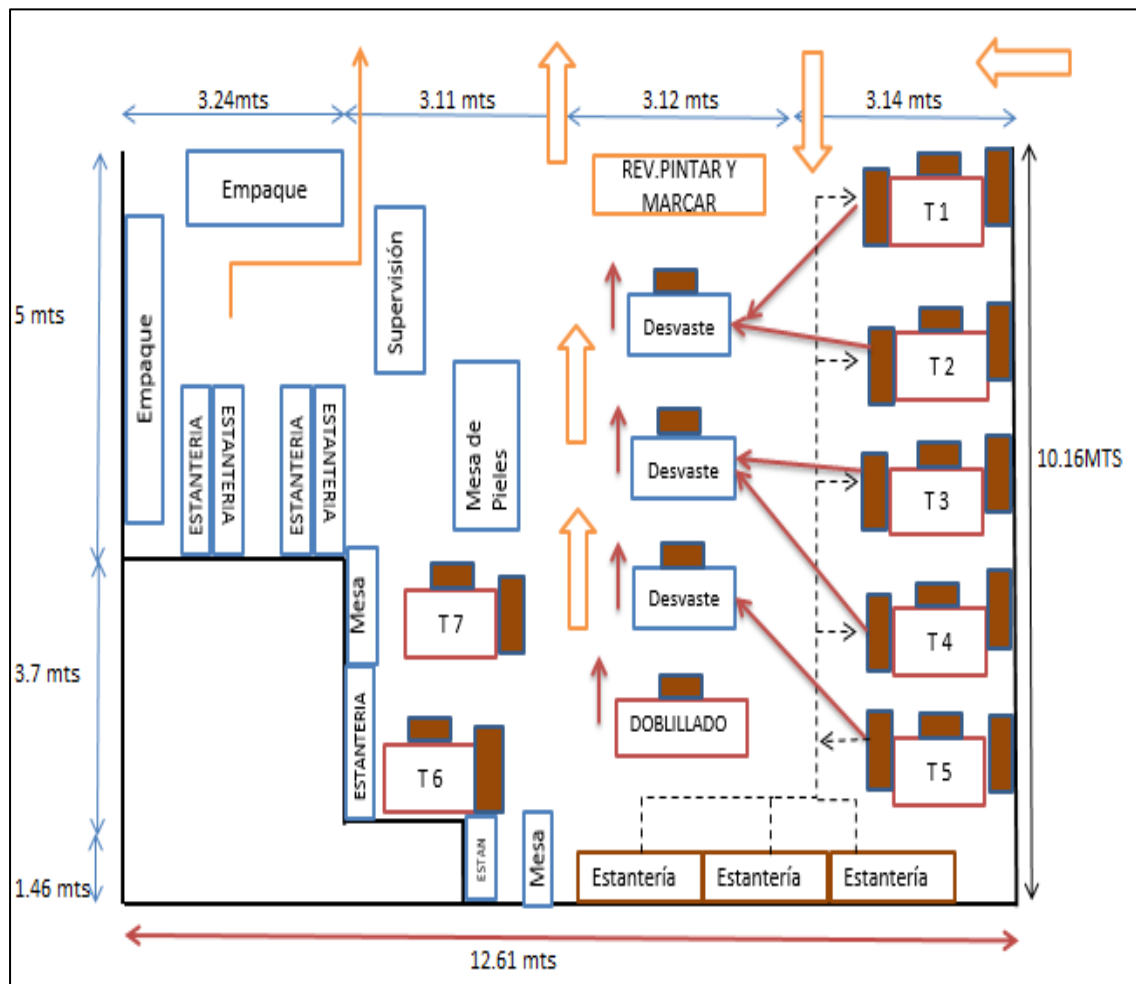 3.24mts
3.11 mts
3.12 mts
3.14 mts
Empaque
REV.PINTAR Y
MARCAR
T 1
Supervisión
5 mts
Empaque
Desvaste
T 2
ESTANTERIA
ESTANTERIA
ESTANTERIA
ESTANTERIA
Mesa de
Pieles
Desvaste
T 3
10.16MTS
Mesa
T 7
Desvaste
T 4
3.7 mts
ESTANTERIA
T 6
DOBLILLADO
T 5
1.46 mts
ESTAN
Mesa
Estantería
Estantería
Estantería
12.61 mts